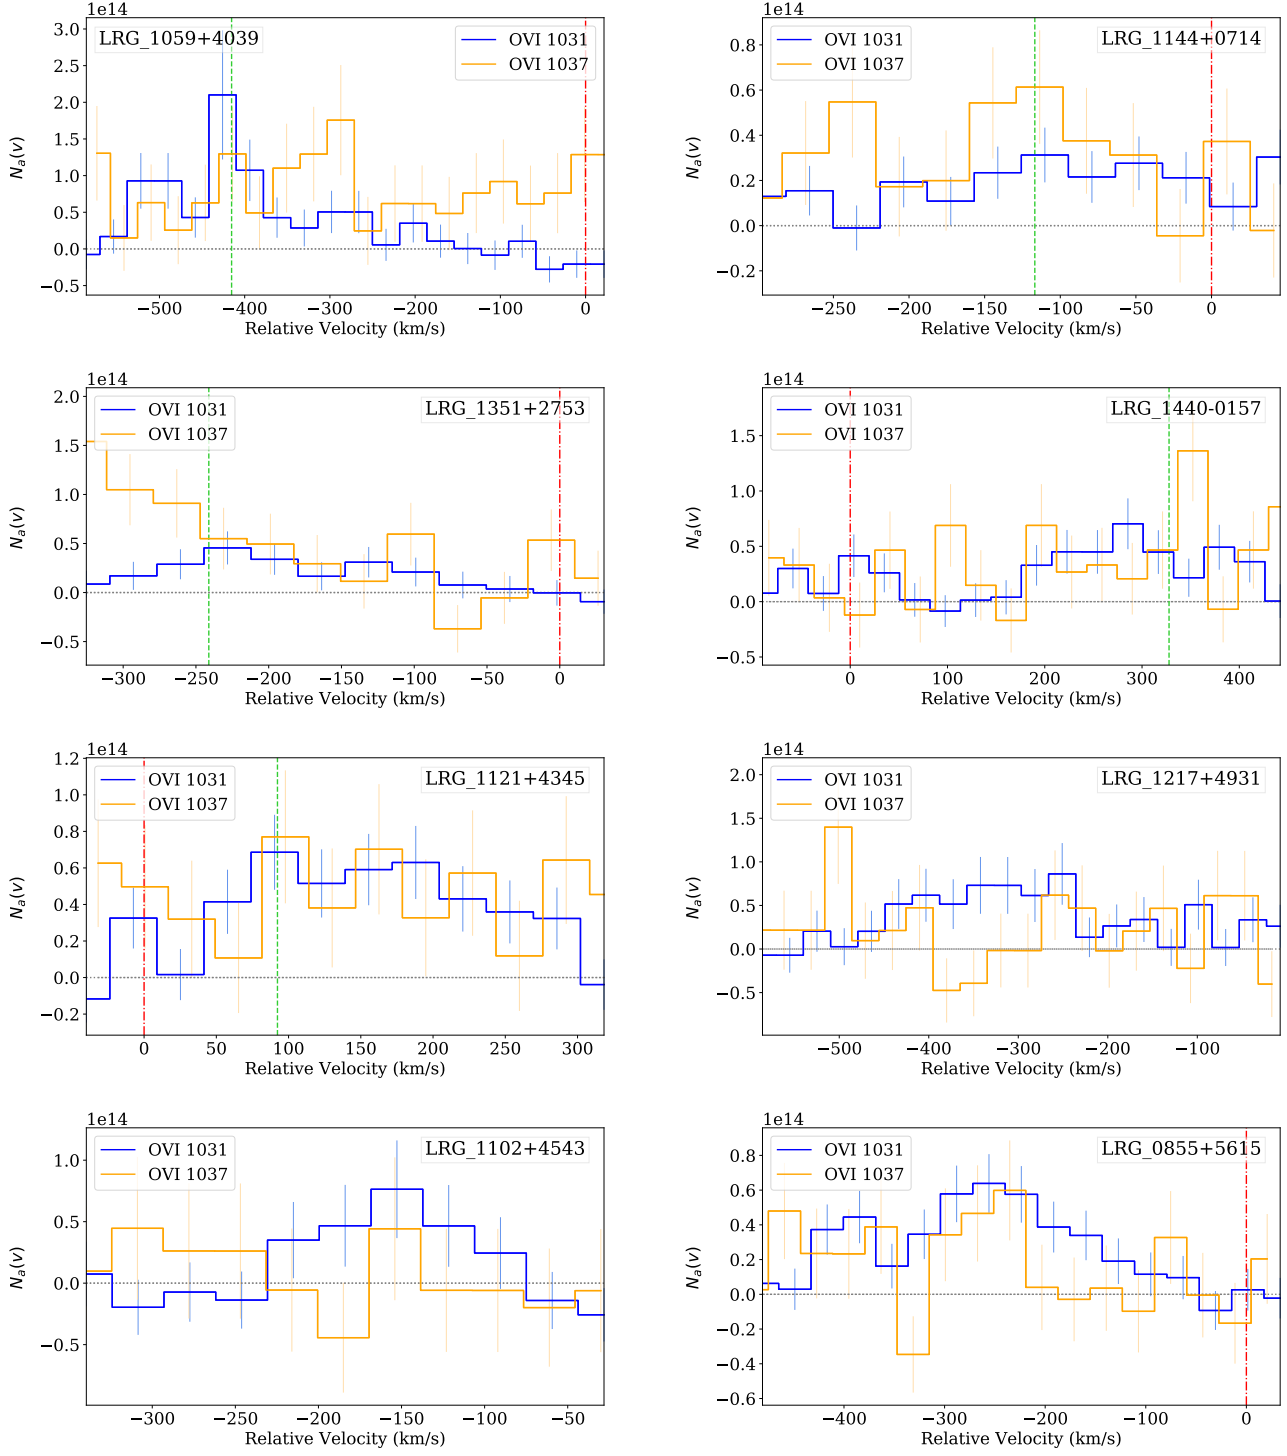 1e14
LRG_1059+4039
OVI 1031
OVI 1037
3.0
2.5
2.0
1.5
1.0
0.5
0.0
−0.5
N_a(v)
−500 −400 −300 −200 −100 0
Relative Velocity (km/s)
1e14
LRG_1144+0714
OVI 1031
OVI 1037
0.8
0.6
0.4
0.2
0.0
−0.2
N_a(v)
−250 −200 −150 −100 −50 0
Relative Velocity (km/s)
1e14
LRG_1351+2753
OVI 1031
OVI 1037
2.0
1.5
1.0
0.5
0.0
−0.5
N_a(v)
−300 −250 −200 −150 −100 −50 0
Relative Velocity (km/s)
1e14
LRG_1440-0157
OVI 1031
OVI 1037
1.5
1.0
0.5
0.0
−0.5
N_a(v)
0 100 200 300 400
Relative Velocity (km/s)
1e14
LRG_1121+4345
OVI 1031
OVI 1037
1.2
1.0
0.8
0.6
0.4
0.2
0.0
−0.2
N_a(v)
0 50 100 150 200 250 300
Relative Velocity (km/s)
1e14
LRG_1217+4931
OVI 1031
OVI 1037
2.0
1.5
1.0
0.5
0.0
−0.5
N_a(v)
−500 −400 −300 −200 −100
Relative Velocity (km/s)
1e14
LRG_1102+4543
OVI 1031
OVI 1037
1.0
0.5
0.0
−0.5
N_a(v)
−300 −250 −200 −150 −100 −50
Relative Velocity (km/s)
1e14
LRG_0855+5615
OVI 1031
OVI 1037
0.8
0.6
0.4
0.2
0.0
−0.2
−0.4
−0.6
N_a(v)
−400 −300 −200 −100 0
Relative Velocity (km/s)